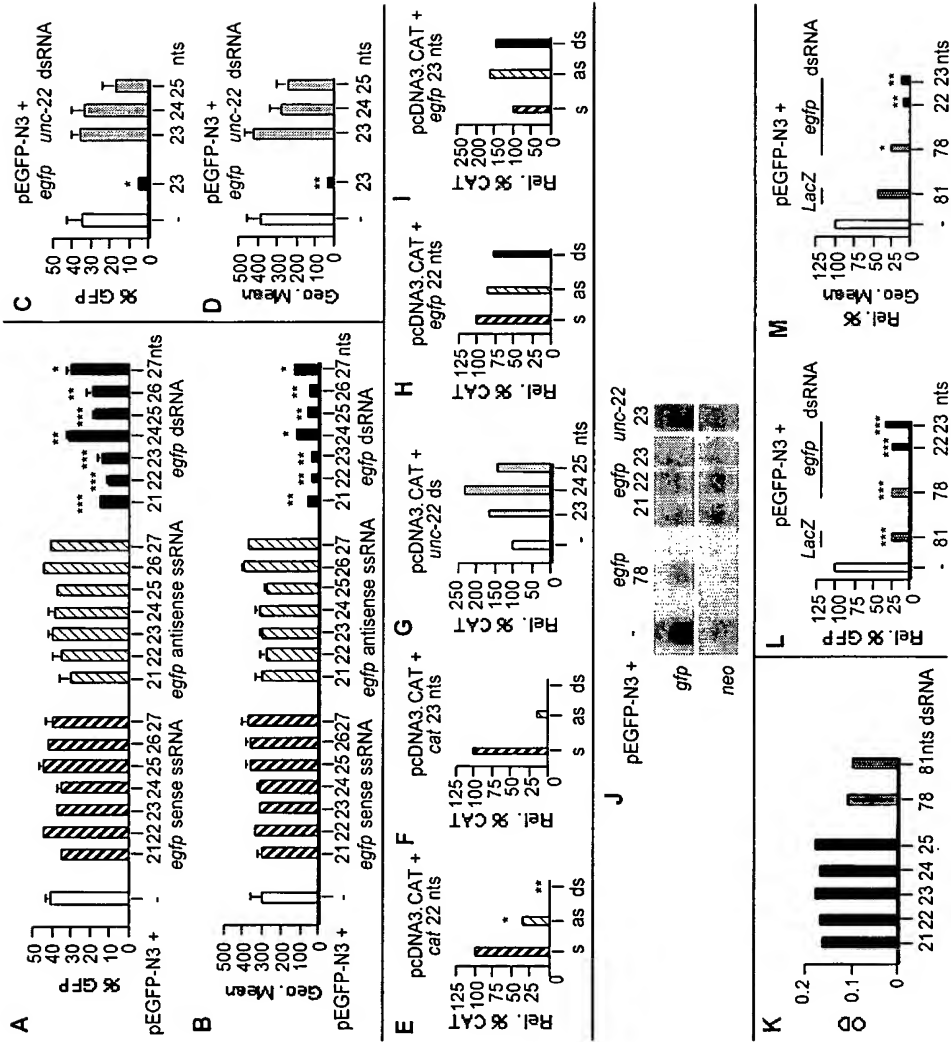 A
% GFP
50
40
30
20
10
0
pEGFP-N3 +
-
21 22 23 24 25 26 27
egfp sense ssRNA
21 22 23 24 25 26 27
egfp antisense ssRNA
*** *** *** ** *** ** *
21 22 23 24 25 26 27 nts
egfp dsRNA
B
Geo. Mean
400
300
200
100
0
pEGFP-N3 +
-
21 22 23 24 25 26 27
egfp sense ssRNA
21 22 23 24 25 26 27
egfp antisense ssRNA
** ** ** * ** ** *
21 22 23 24 25 26 27 nts
egfp dsRNA
C
pEGFP-N3 +
egfp unc-22 dsRNA
% GFP
50
40
30
20
10
0
*
- 23 23 24 25 nts
D
Geo. Mean
500
400
300
200
100
0
**
- 23 23 24 25 nts
E
pcDNA3.CAT +
cat 22 nts
Rel. % CAT
125
100
75
50
25
0
* **
s as ds
F
pcDNA3.CAT +
cat 23 nts
Rel. % CAT
125
100
75
50
25
0
s as ds
G
pcDNA3.CAT +
unc-22 ds
Rel. % CAT
250
200
150
100
50
0
- 23 24 25 nts
H
pcDNA3.CAT +
egfp 22 nts
Rel. % CAT
125
100
75
50
25
0
s as ds
I
pcDNA3.CAT +
egfp 23 nts
Rel. % CAT
250
200
150
100
50
0
s as ds
J
pEGFP-N3 + - egfp egfp unc-22
78 21 22 23 23
gfp
neo
K
OD
0.2
0.1
0
21 22 23 24 25 78 81 nts dsRNA
L
pEGFP-N3 +
LacZ egfp dsRNA
Rel. % GFP
125
100
75
50
25
0
*** *** *** ***
- 81 78 22 23 nts
M
pEGFP-N3 +
LacZ egfp dsRNA
Rel. %
Geo. Mean
125
100
75
50
25
0
* ** **
- 81 78 22 23 nts